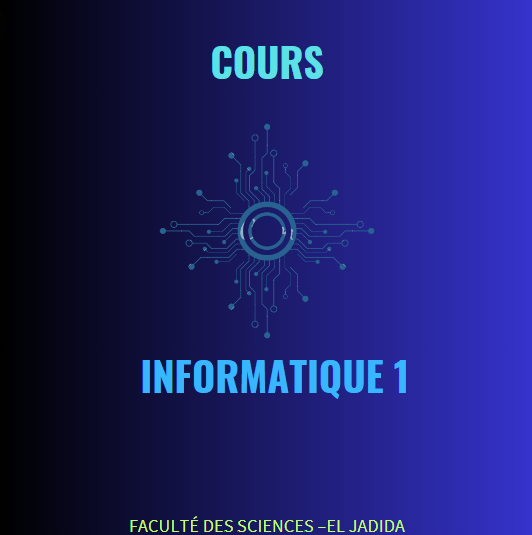 COURS
INFORMATIQUE 1
FACULTÉ DES SCIENCES –EL JADIDA